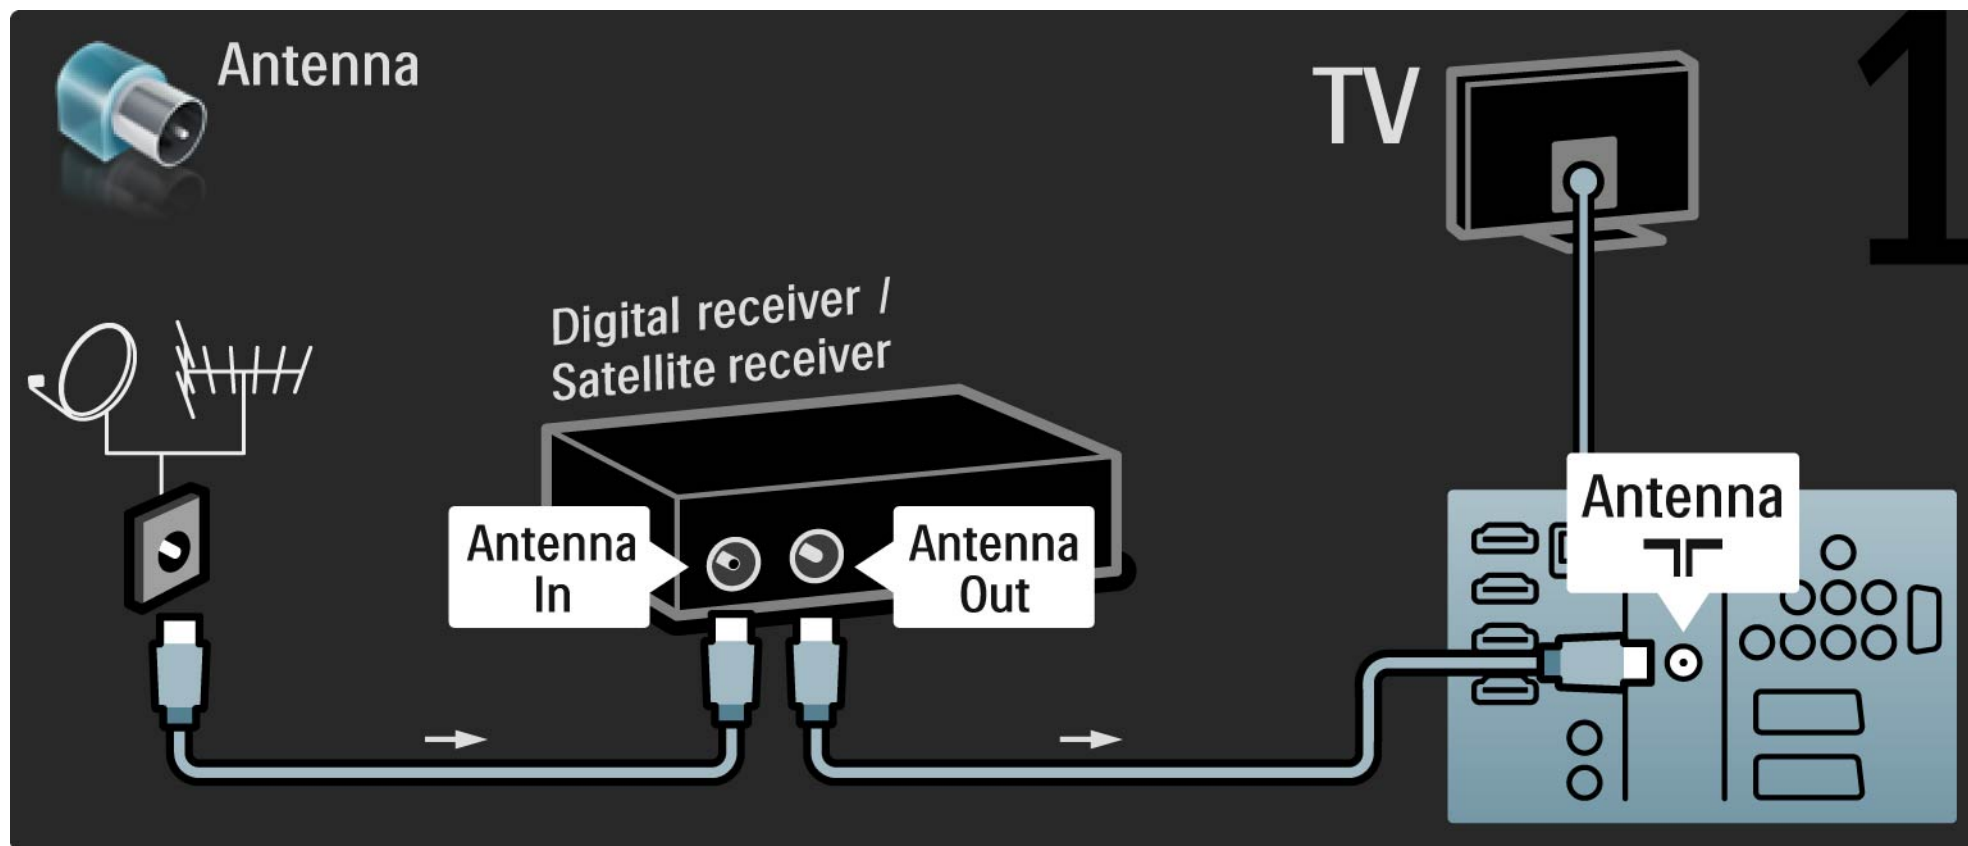 Antenna
TV
1
Digital receiver /
Satellite receiver
Antenna
In
Antenna
Out
Antenna